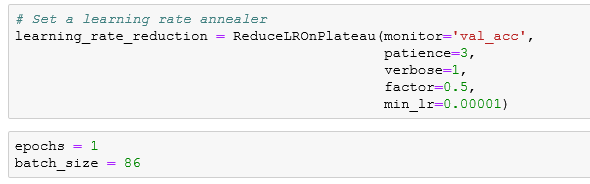 # Set a learning rate annealer
learning_rate_reduction = ReduceLROnPlateau(monitor='val_acc',
patience=3,
verbose=1,
factor=0.5,
min_lr=0.00001)
epochs = 1
batch_size = 86